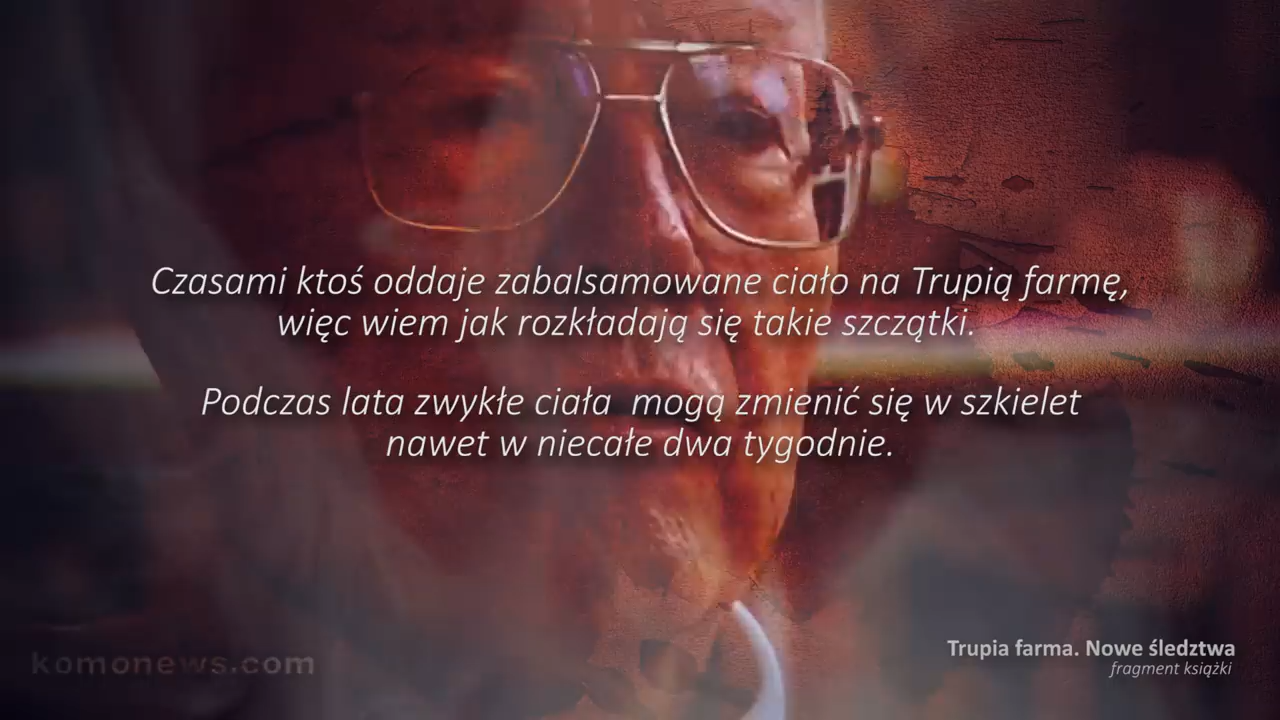 Czasami ktoś oddaje zabalsamowane ciało na Trupią farmę,
więc wiem jak rozkładają się takie szczątki.
Podczas lata zwykłe ciała mogą zmienić się w szkielet
nawet w niecałe dwa tygodnie.
Trupia farma. Nowe śledztwa
fragment książki
komonews.com